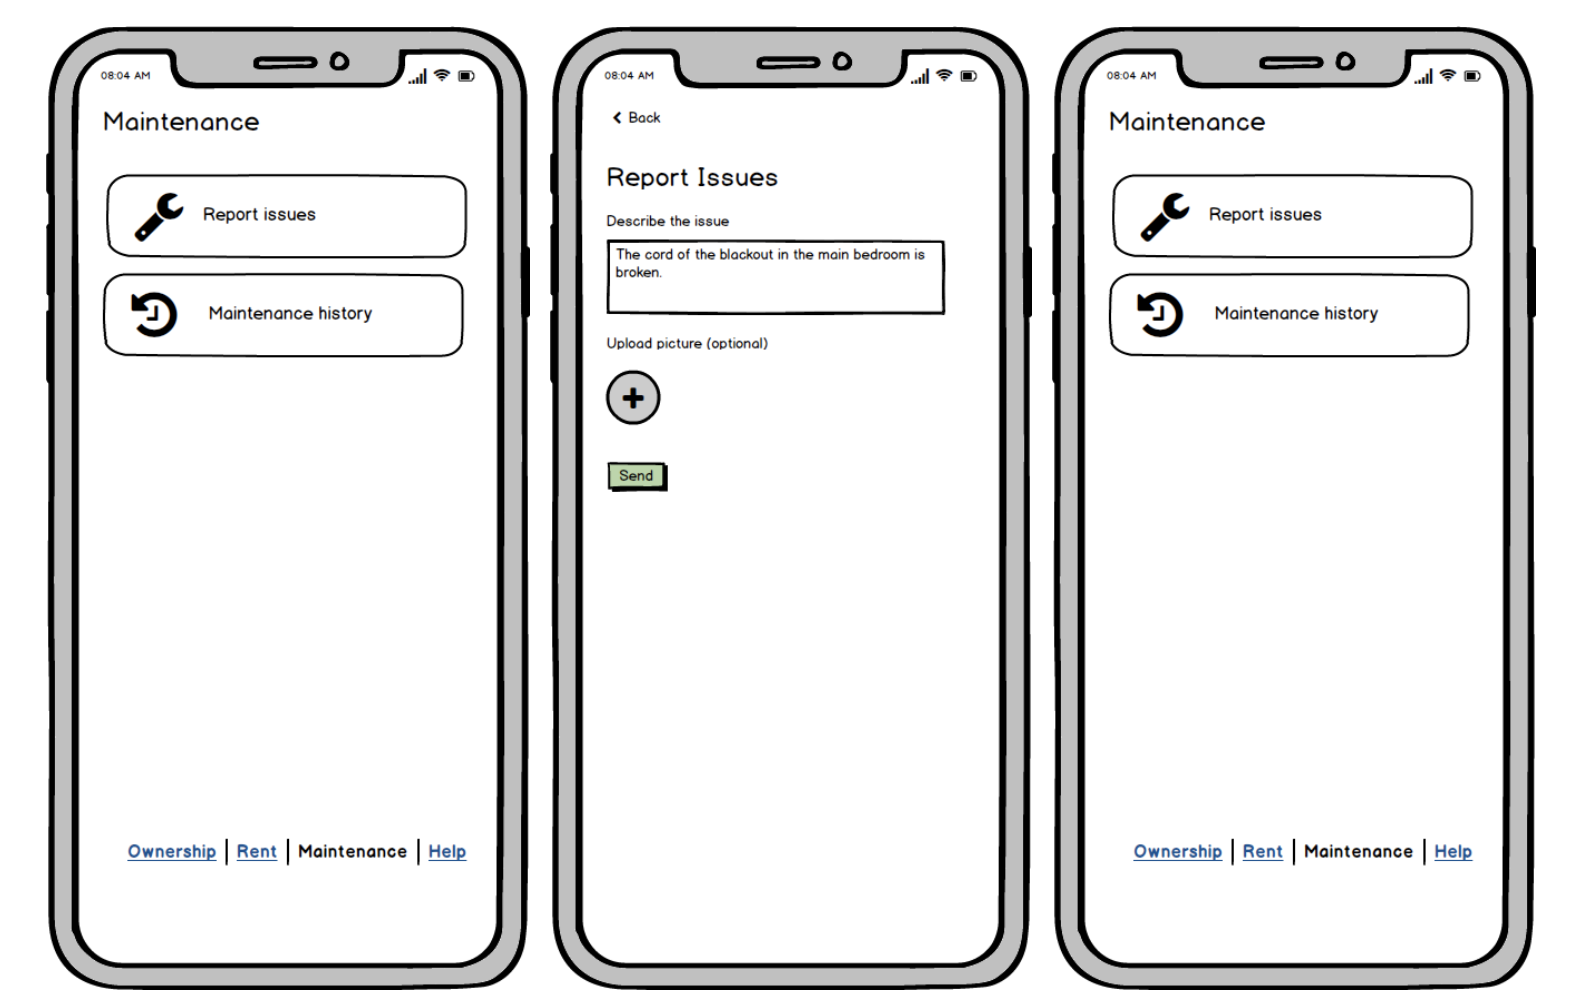 08:04 AM
Maintenance
Report issues
Maintenance history
Ownership | Rent | Maintenance | Help
08:04 AM
Back
Report Issues
Describe the issue
The cord of the blackout in the main bedroom is
broken.
Upload picture (optional)
Send
08:04 AM
Maintenance
Report issues
Maintenance history
Ownership | Rent | Maintenance | Help